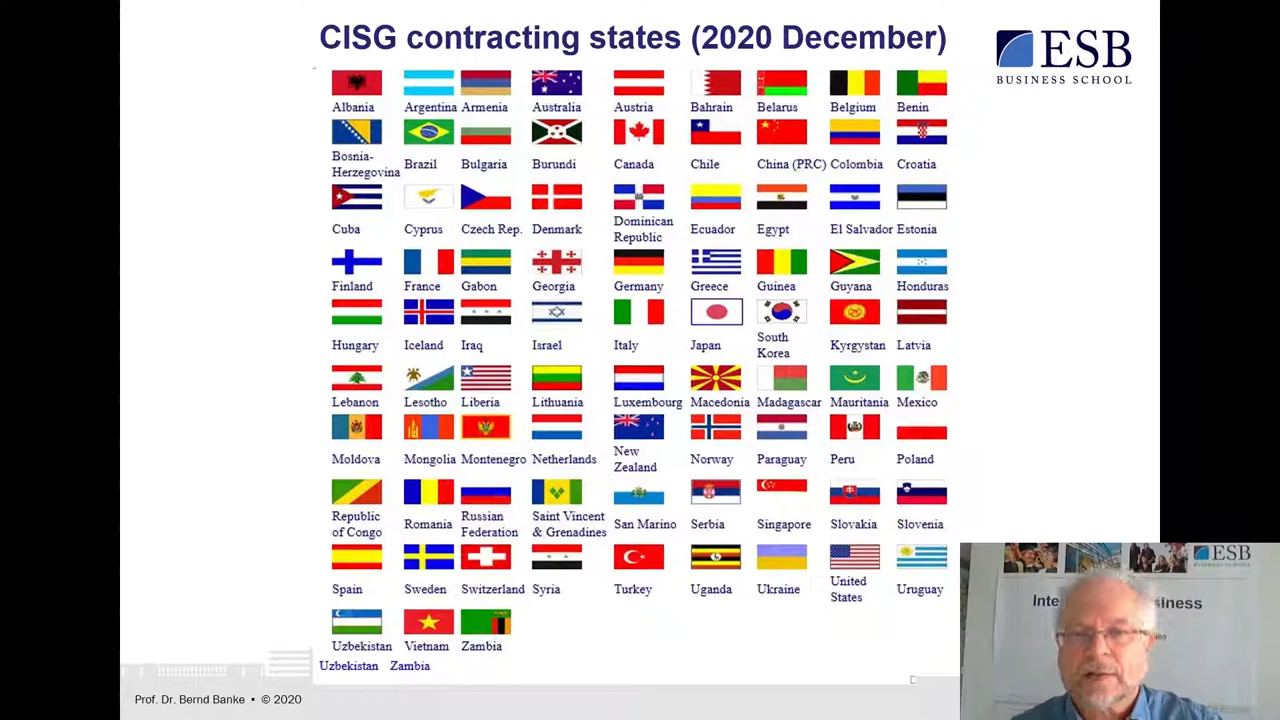 CISG contracting states (2020 December)
ESB
BUSINESS SCHOOL
Albania Argentina Armenia Australia Austria Bahrain Belarus Belgium Benin
Bosnia-
Herzegovina Brazil Bulgaria Burundi Canada Chile China (PRC) Colombia Croatia
Cuba Cyprus Czech Rep. Denmark Dominican
Republic Ecuador Egypt El Salvador Estonia
Finland France Gabon Georgia Germany Greece Guinea Guyana Honduras
Hungary Iceland Iraq Israel Italy Japan South
Korea Kyrgystan Latvia
Lebanon Lesotho Liberia Lithuania Luxembourg Macedonia Madagascar Mauritania Mexico
Moldova Mongolia Montenegro Netherlands New
Zealand Norway Paraguay Peru Poland
Republic
of Congo Romania Russian
Federation Saint Vincent
& Grenadines San Marino Serbia Singapore Slovakia Slovenia
Spain Sweden Switzerland Syria Turkey Uganda Ukraine United
States Uruguay
Uzbekistan Vietnam Zambia
Uzbekistan Zambia
Prof. Dr. Bernd Banke • © 2020
ESB
BUSINESS SCHOOL